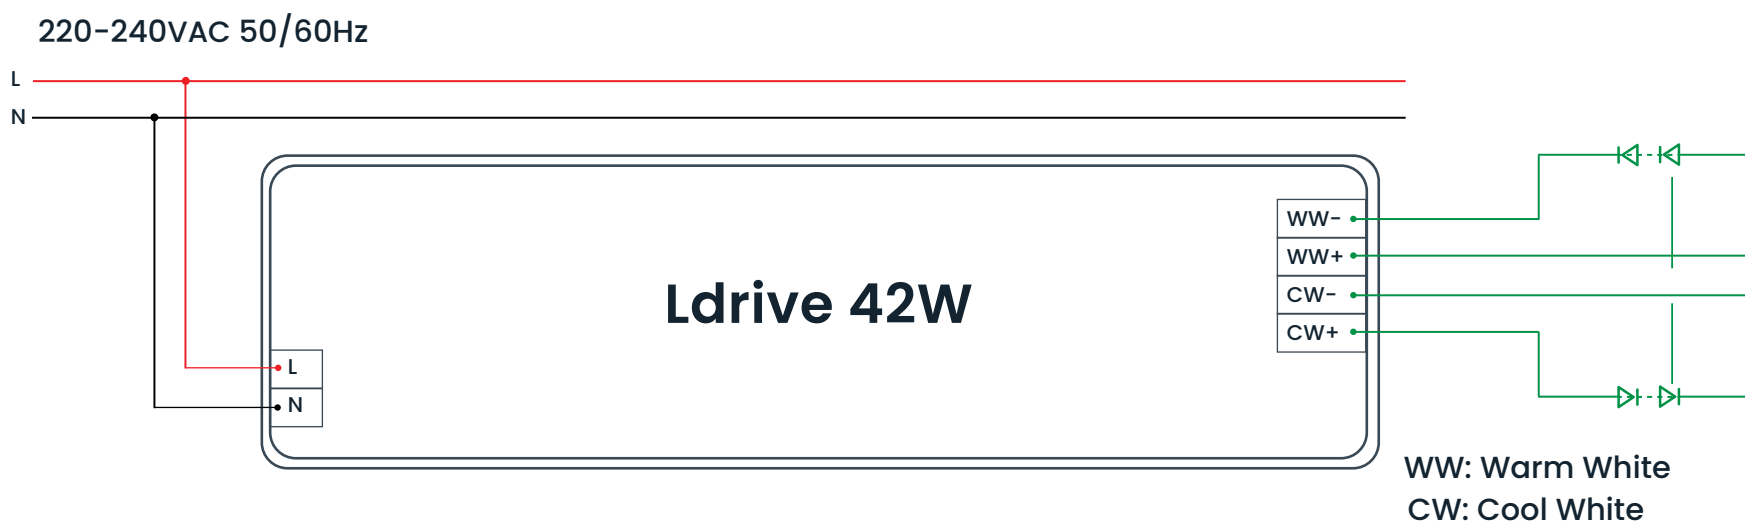 220-240VAC 50/60Hz
L
N
WW-
WW+
CW-
CW+
Ldrive 42W
L
N
WW: Warm White
CW: Cool White